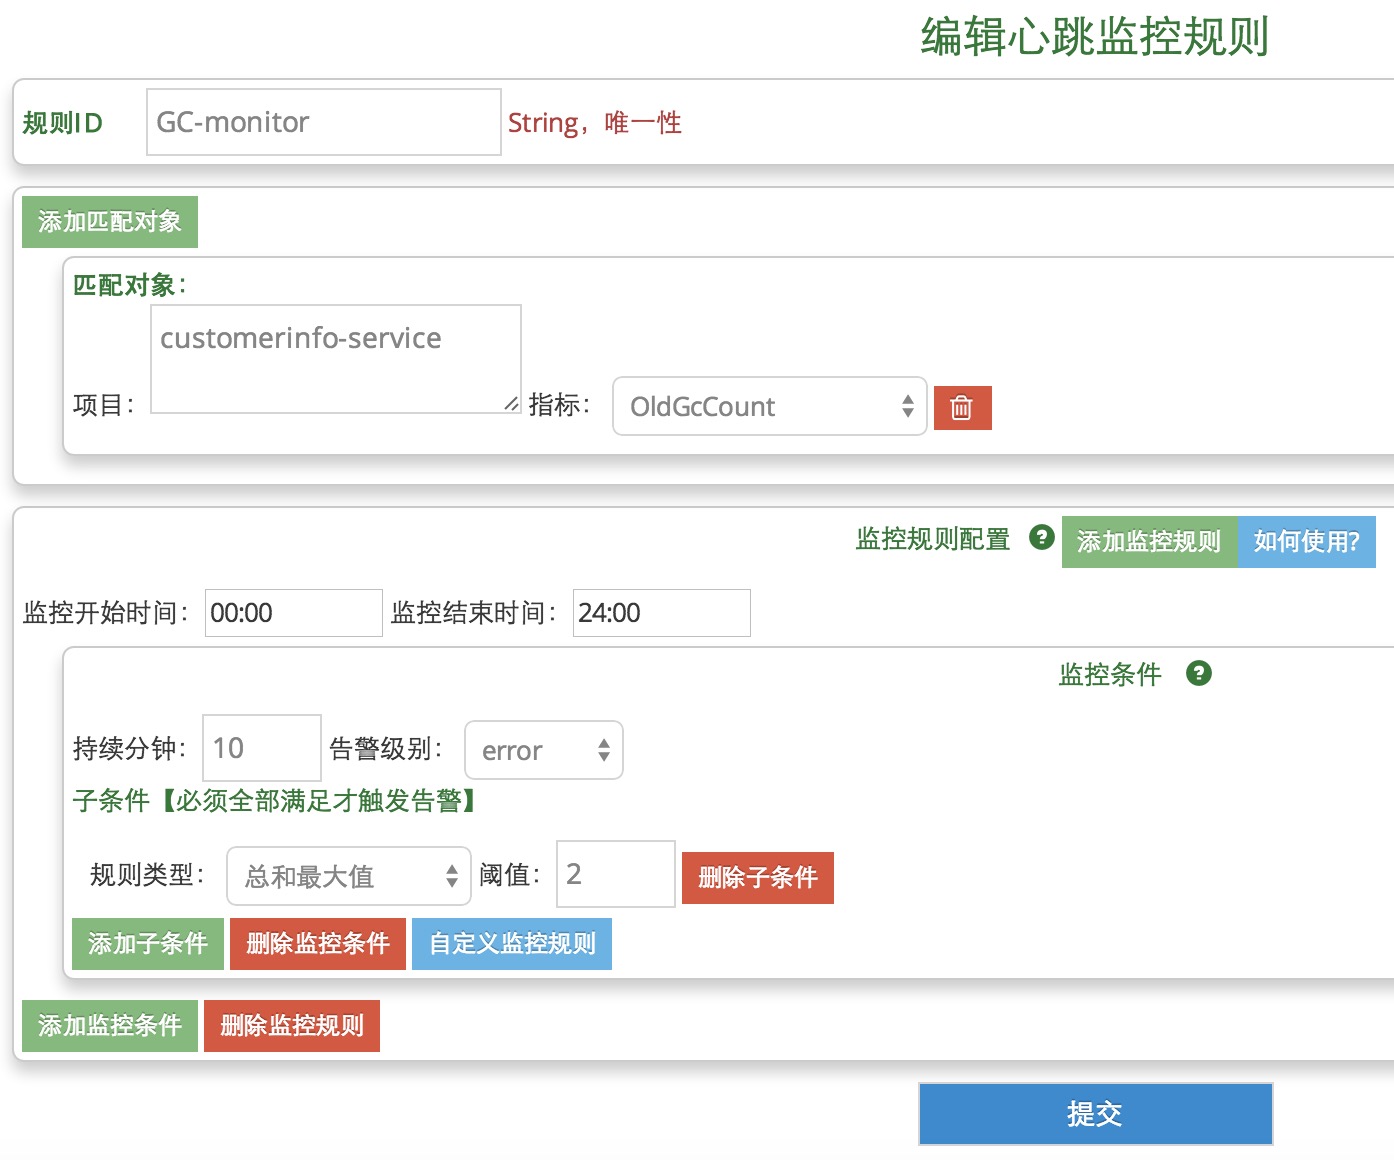 编辑心跳监控规则
规则ID GC-monitor String，唯一性
添加匹配对象
匹配对象：
customerinfo-service
项目： 指标： OldGcCount
监控规则配置 ? 添加监控规则 如何使用?
监控开始时间： 00:00 监控结束时间： 24:00
监控条件 ?
持续分钟： 10 告警级别： error
子条件【必须全部满足才触发告警】
规则类型： 总和最大值 阈值： 2 删除子条件
添加子条件 删除监控条件 自定义监控规则
添加监控条件 删除监控规则
提交